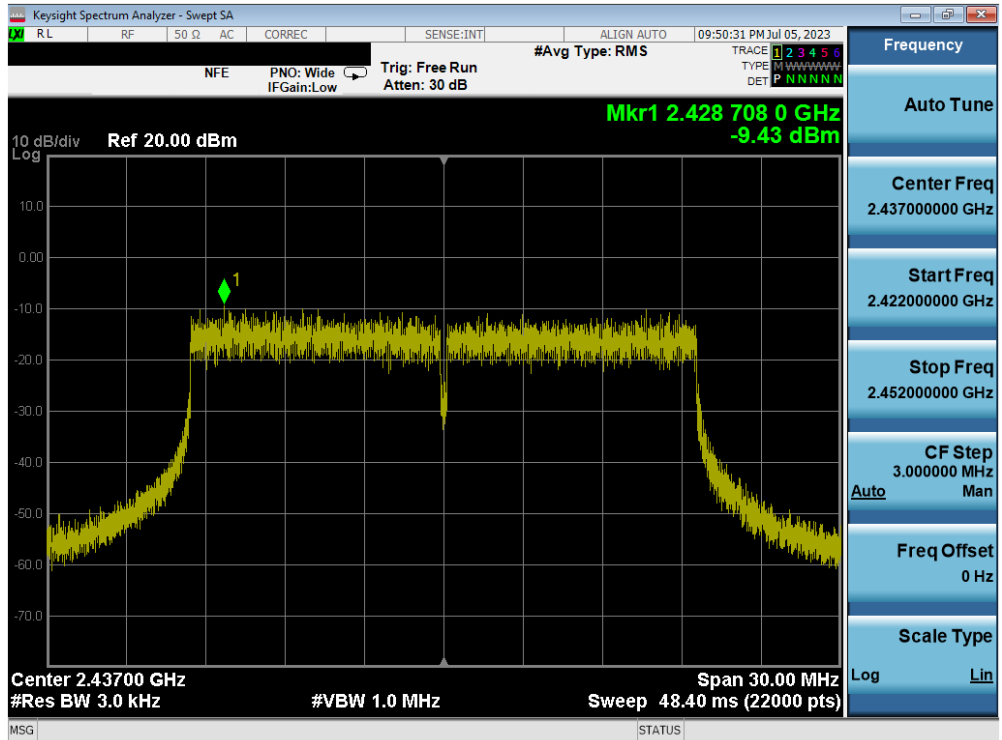 Keysight Spectrum Analyzer - Swept SA
LXI RL RF 50 Ω AC CORREC SENSE:INT ALIGN AUTO 09:50:31 PM Jul 05, 2023
#Avg Type: RMS TRACE 1 2 3 4 5 6
NFE PNO: Wide Trig: Free Run TYPE M WWWWW
IFGain:Low Atten: 30 dB DET P N N N N N
Mkr1 2.428 708 0 GHz
-9.43 dBm
10 dB/div Ref 20.00 dBm
Log
10.0
0.00
1
-10.0
-20.0
-30.0
-40.0
-50.0
-60.0
-70.0
Center 2.43700 GHz Span 30.00 MHz
#Res BW 3.0 kHz #VBW 1.0 MHz Sweep 48.40 ms (22000 pts)
MSG STATUS
Frequency
Auto Tune
Center Freq
2.437000000 GHz
Start Freq
2.422000000 GHz
Stop Freq
2.452000000 GHz
CF Step
3.000000 MHz
Auto Man
Freq Offset
0 Hz
Scale Type
Log Lin